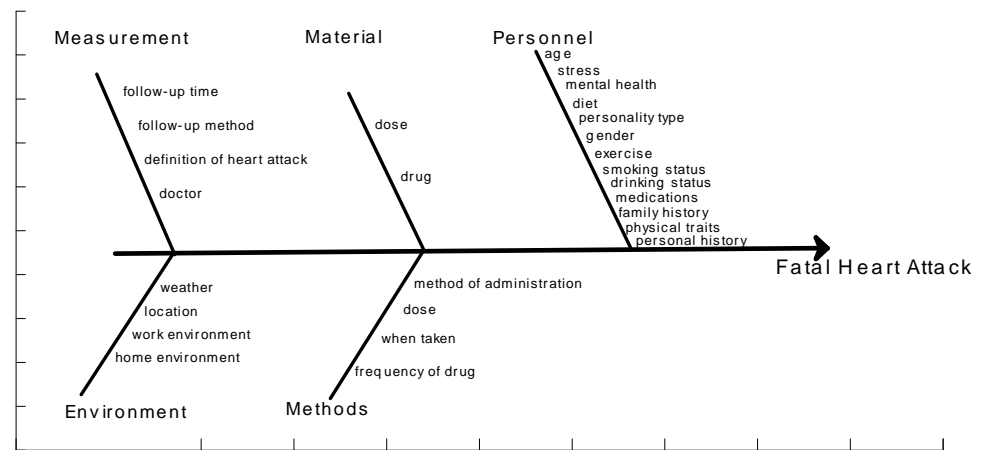 Measurement
follow-up time
follow-up method
definition of heart attack
doctor
Material
dose
drug
Personnel
age
stress
mental health
diet
personality type
gender
exercise
smoking status
drinking status
medications
family history
physical traits
personal history
Fatal Heart Attack
weather
location
work environment
home environment
Environment
method of administration
dose
when taken
frequency of drug
Methods